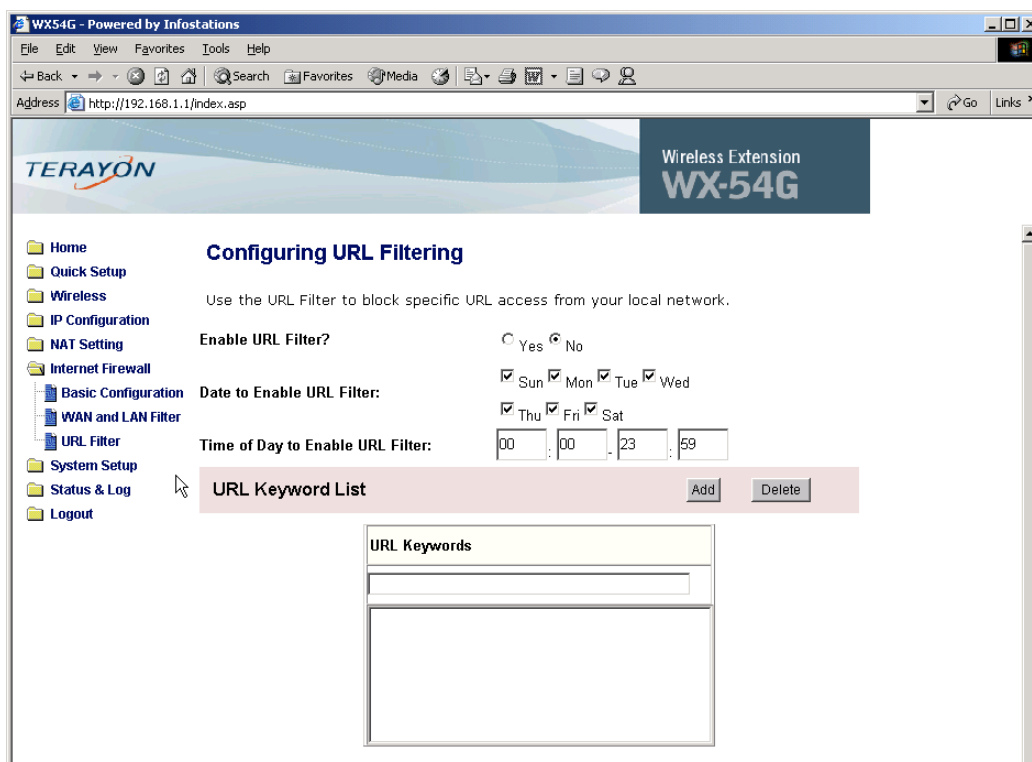 WX54G - Powered by Infostations
File Edit View Favorites Tools Help
Back Search Favorites Media
Address http://192.168.1.1/index.asp Go Links
TERAYON
Wireless Extension
WX-54G
Home
Quick Setup
Wireless
IP Configuration
NAT Setting
Internet Firewall
Basic Configuration
WAN and LAN Filter
URL Filter
System Setup
Status & Log
Logout
Configuring URL Filtering
Use the URL Filter to block specific URL access from your local network.
Enable URL Filter? Yes No
Date to Enable URL Filter: Sun Mon Tue Wed
Thu Fri Sat
Time of Day to Enable URL Filter: 00 : 00 - 23 : 59
URL Keyword List Add Delete
URL Keywords